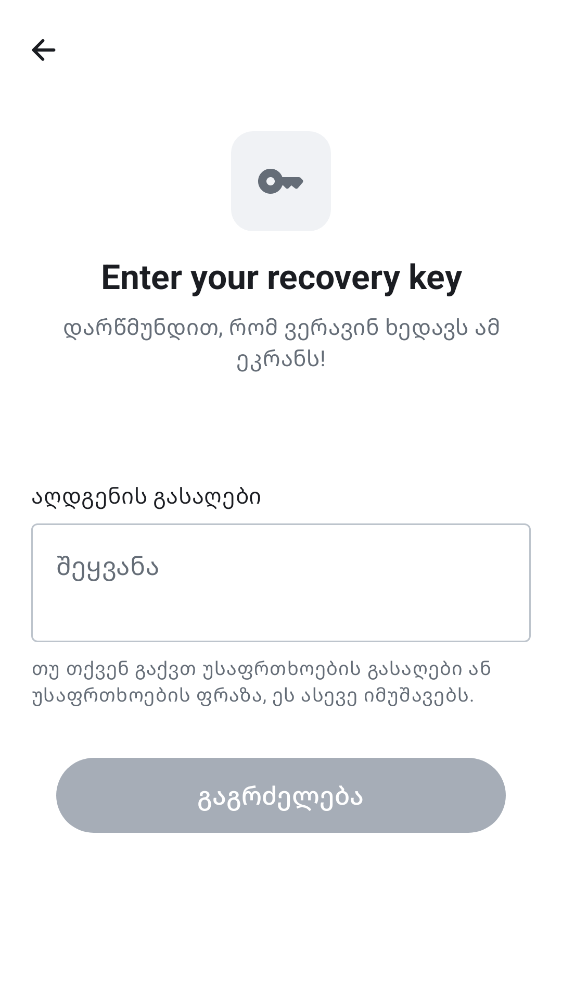 Enter your recovery key
დარწმუნდით, რომ ვერავინ ხედავს ამ
ეკრანს!
აღდგენის გასაღები
შეყვანა
თუ თქვენ გაქვთ უსაფრთხოების გასაღები ან
უსაფრთხოების ფრაზა, ეს ასევე იმუშავებს.
გაგრძელება